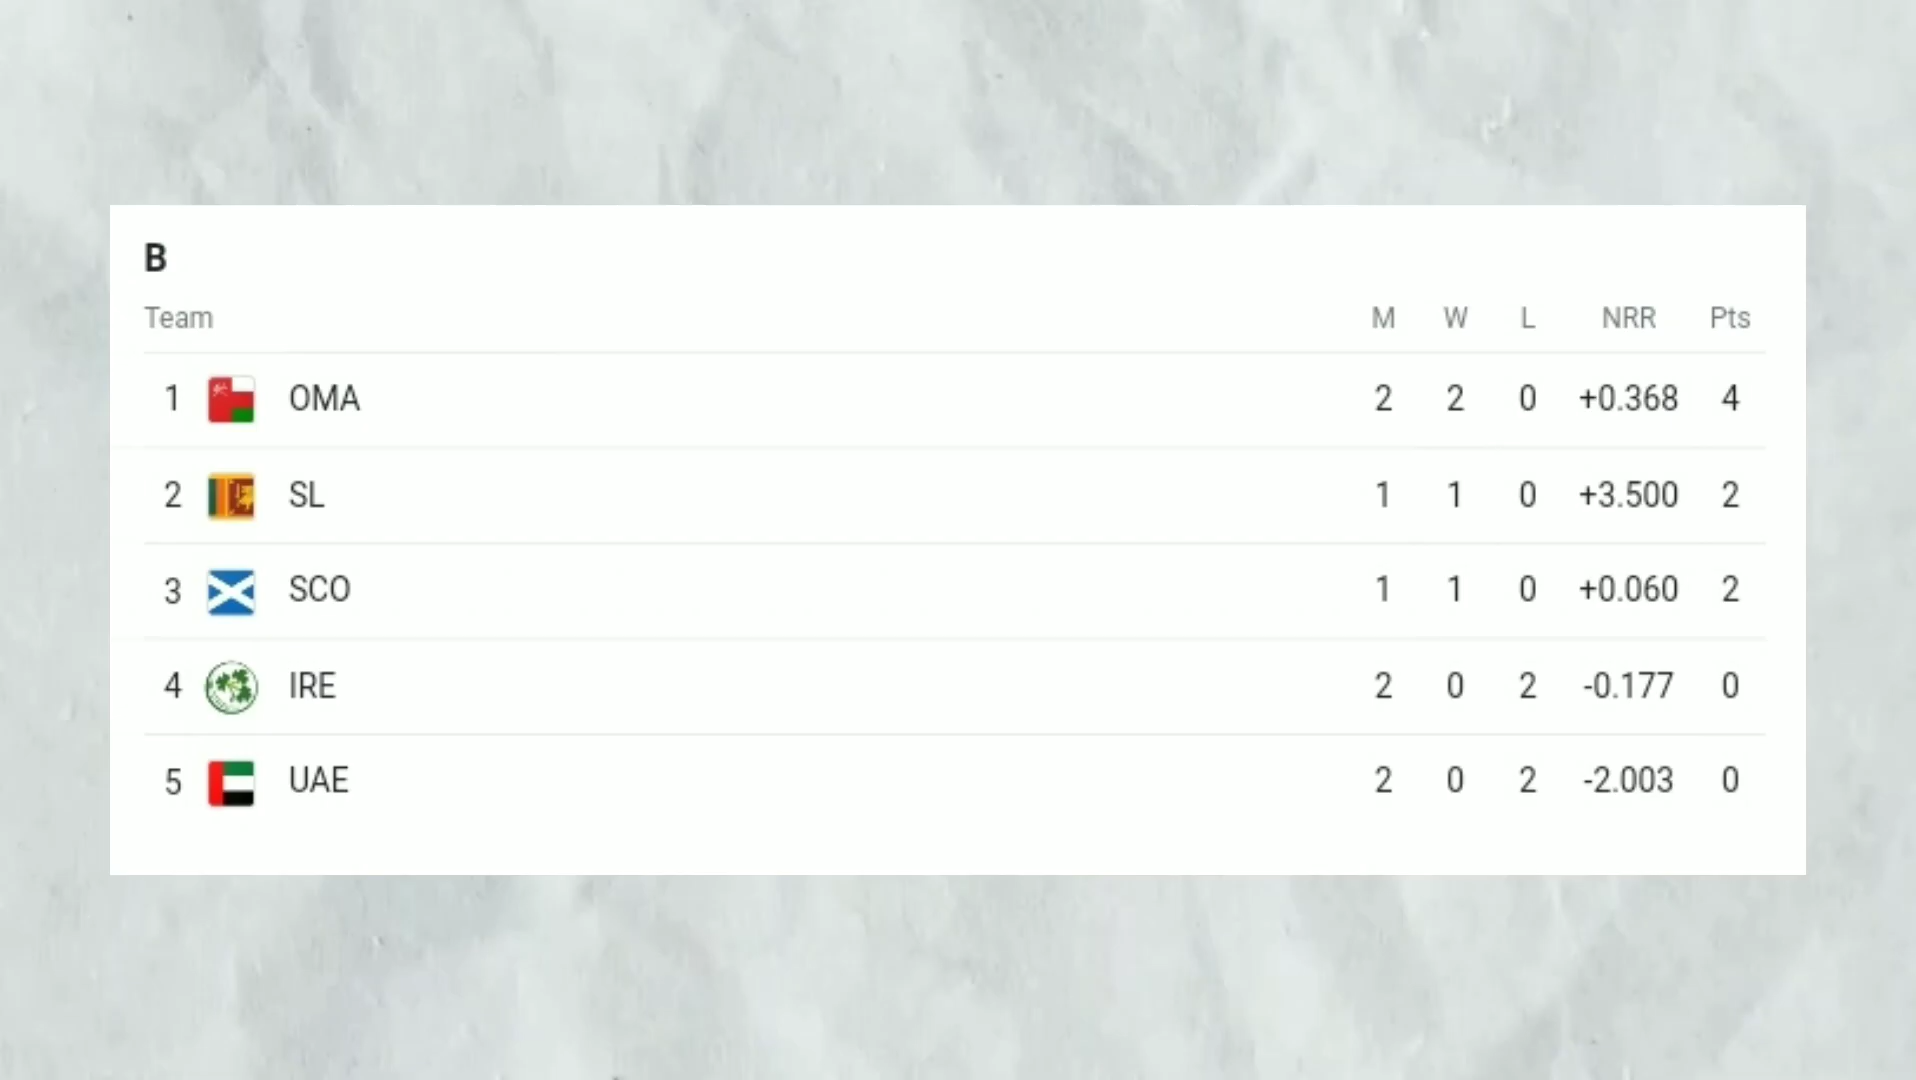 B
Team M W L NRR Pts
1 OMA 2 2 0 +0.368 4
2 SL 1 1 0 +3.500 2
3 SCO 1 1 0 +0.060 2
4 IRE 2 0 2 -0.177 0
5 UAE 2 0 2 -2.003 0